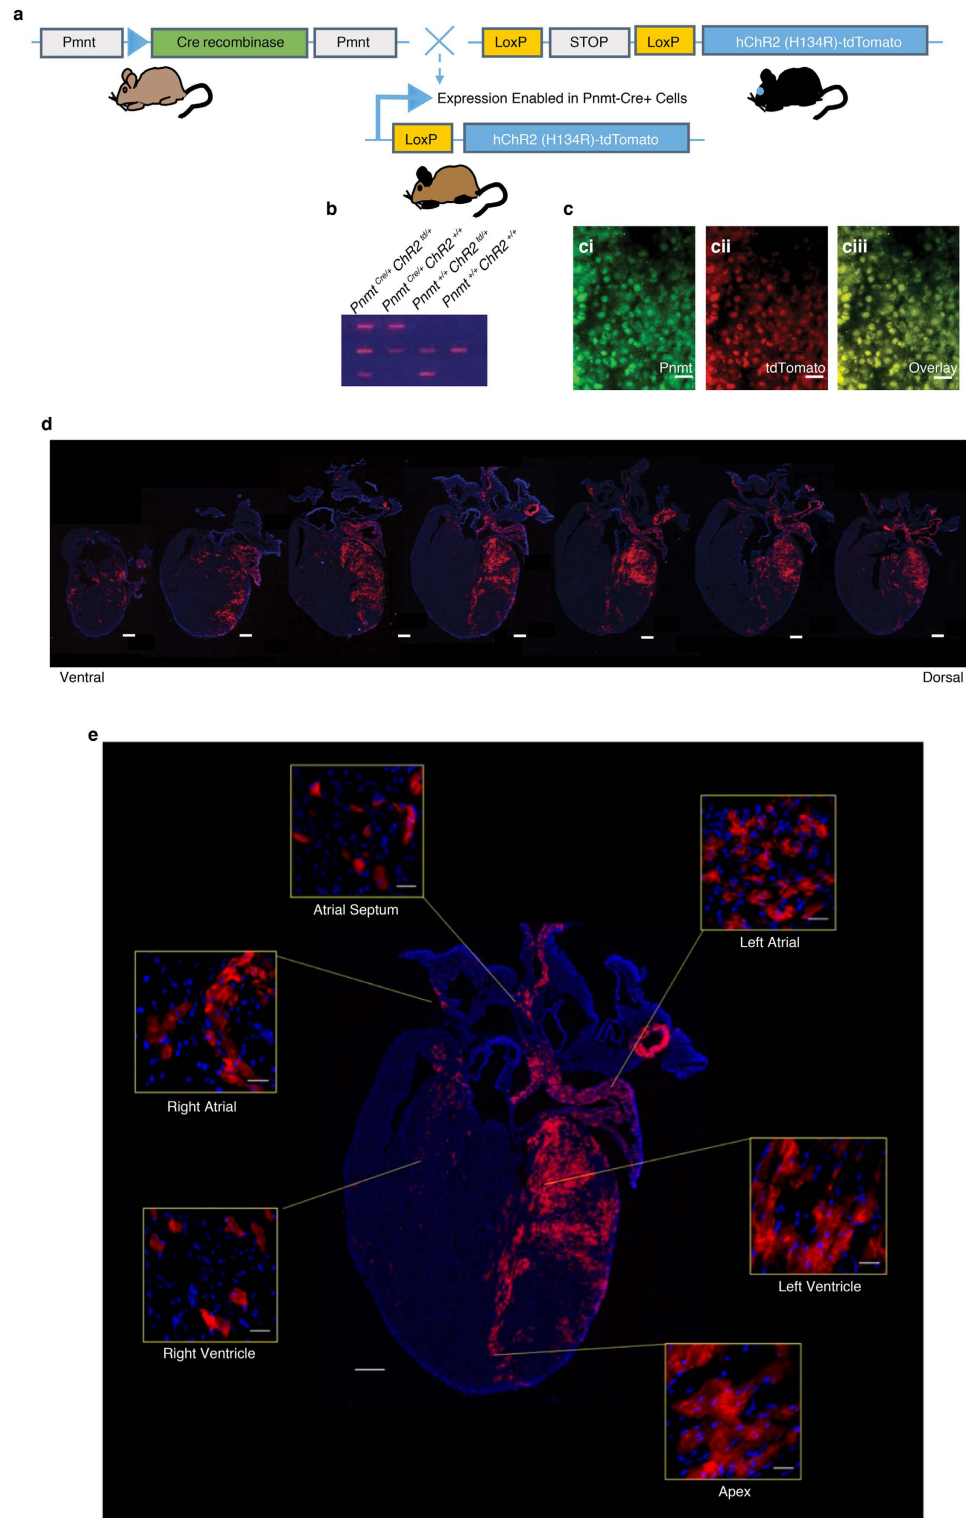 a
Pmnt Cre recombinase Pmnt LoxP STOP LoxP hChR2 (H134R)-tdTomato
Expression Enabled in Pnmt-Cre+ Cells
LoxP hChR2 (H134R)-tdTomato
b
Pnmt Cre/+ ChR2 td/+
Pnmt Cre/+ ChR2 +/+
Pnmt +/+ ChR2 td/+
Pnmt +/+ ChR2 +/+
c
ci cii ciii
Pnmt tdTomato Overlay
d
Ventral Dorsal
e
Atrial Septum
Left Atrial
Right Atrial
Left Ventricle
Right Ventricle
Apex